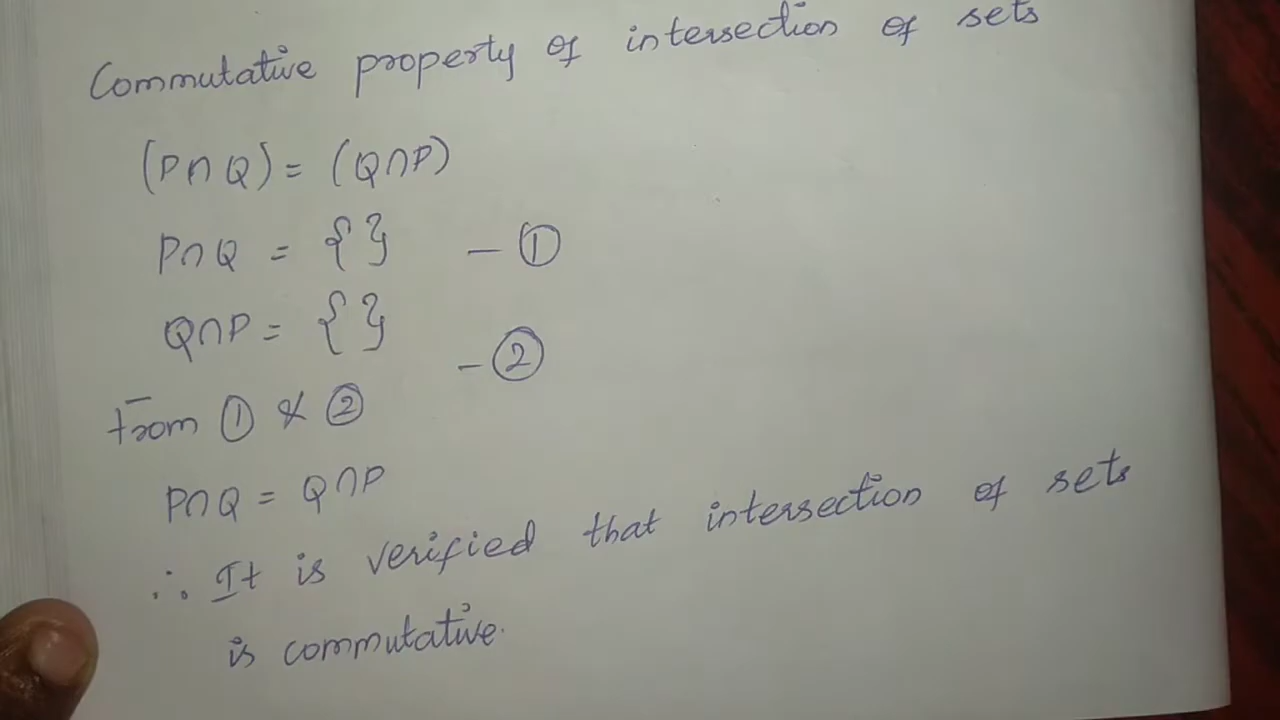 Commutative property of intersection of sets
(P∩Q) = (Q∩P)
P∩Q = { } - ①
Q∩P = { } - ②
from ① & ②
P∩Q = Q∩P
∴ It is verified that intersection of sets
is commutative.